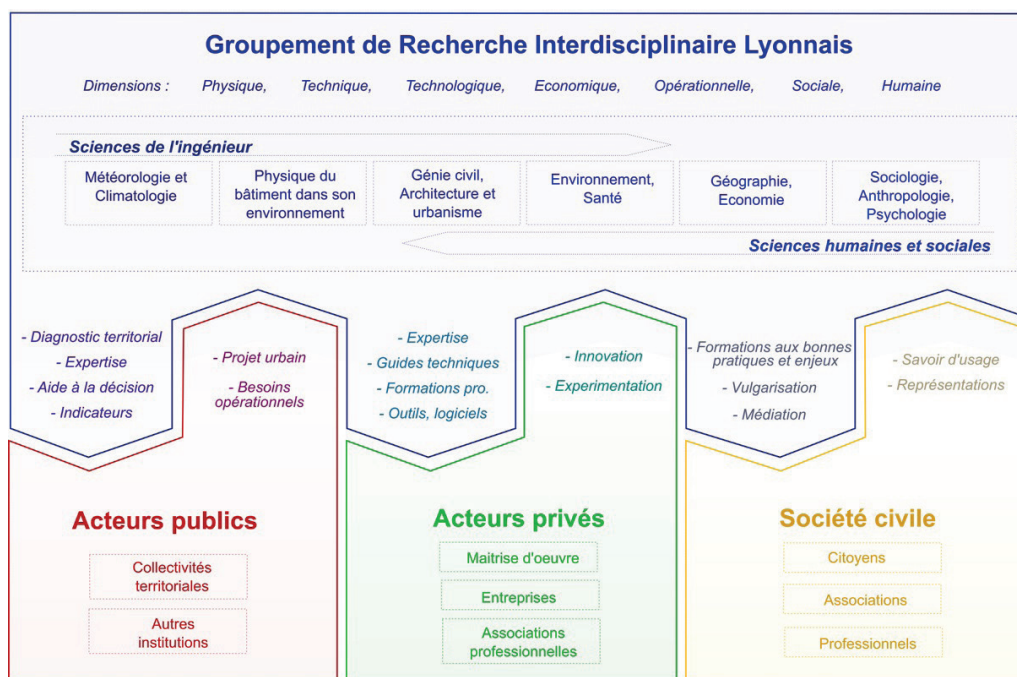 Groupement de Recherche Interdisciplinaire Lyonnais
Dimensions : Physique, Technique, Technologique, Economique, Opérationnelle, Sociale, Humaine
Sciences de l'ingénieur
Météorologie et
Climatologie
Physique du
bâtiment dans son
environnement
Génie civil,
Architecture et
urbanisme
Environnement,
Santé
Géographie,
Economie
Sociologie,
Anthropologie,
Psychologie
Sciences humaines et sociales
- Diagnostic territorial
- Expertise
- Aide à la décision
- Indicateurs
- Projet urbain
- Besoins
opérationnels
- Expertise
- Guides techniques
- Formations pro.
- Outils, logiciels
- Innovation
- Experimentation
- Formations aux bonnes
pratiques et enjeux
- Vulgarisation
- Médiation
- Savoir d'usage
- Représentations
Acteurs publics
Collectivités
territoriales
Autres
institutions
Acteurs privés
Maitrise d'oeuvre
Entreprises
Associations
professionnelles
Société civile
Citoyens
Associations
Professionnels